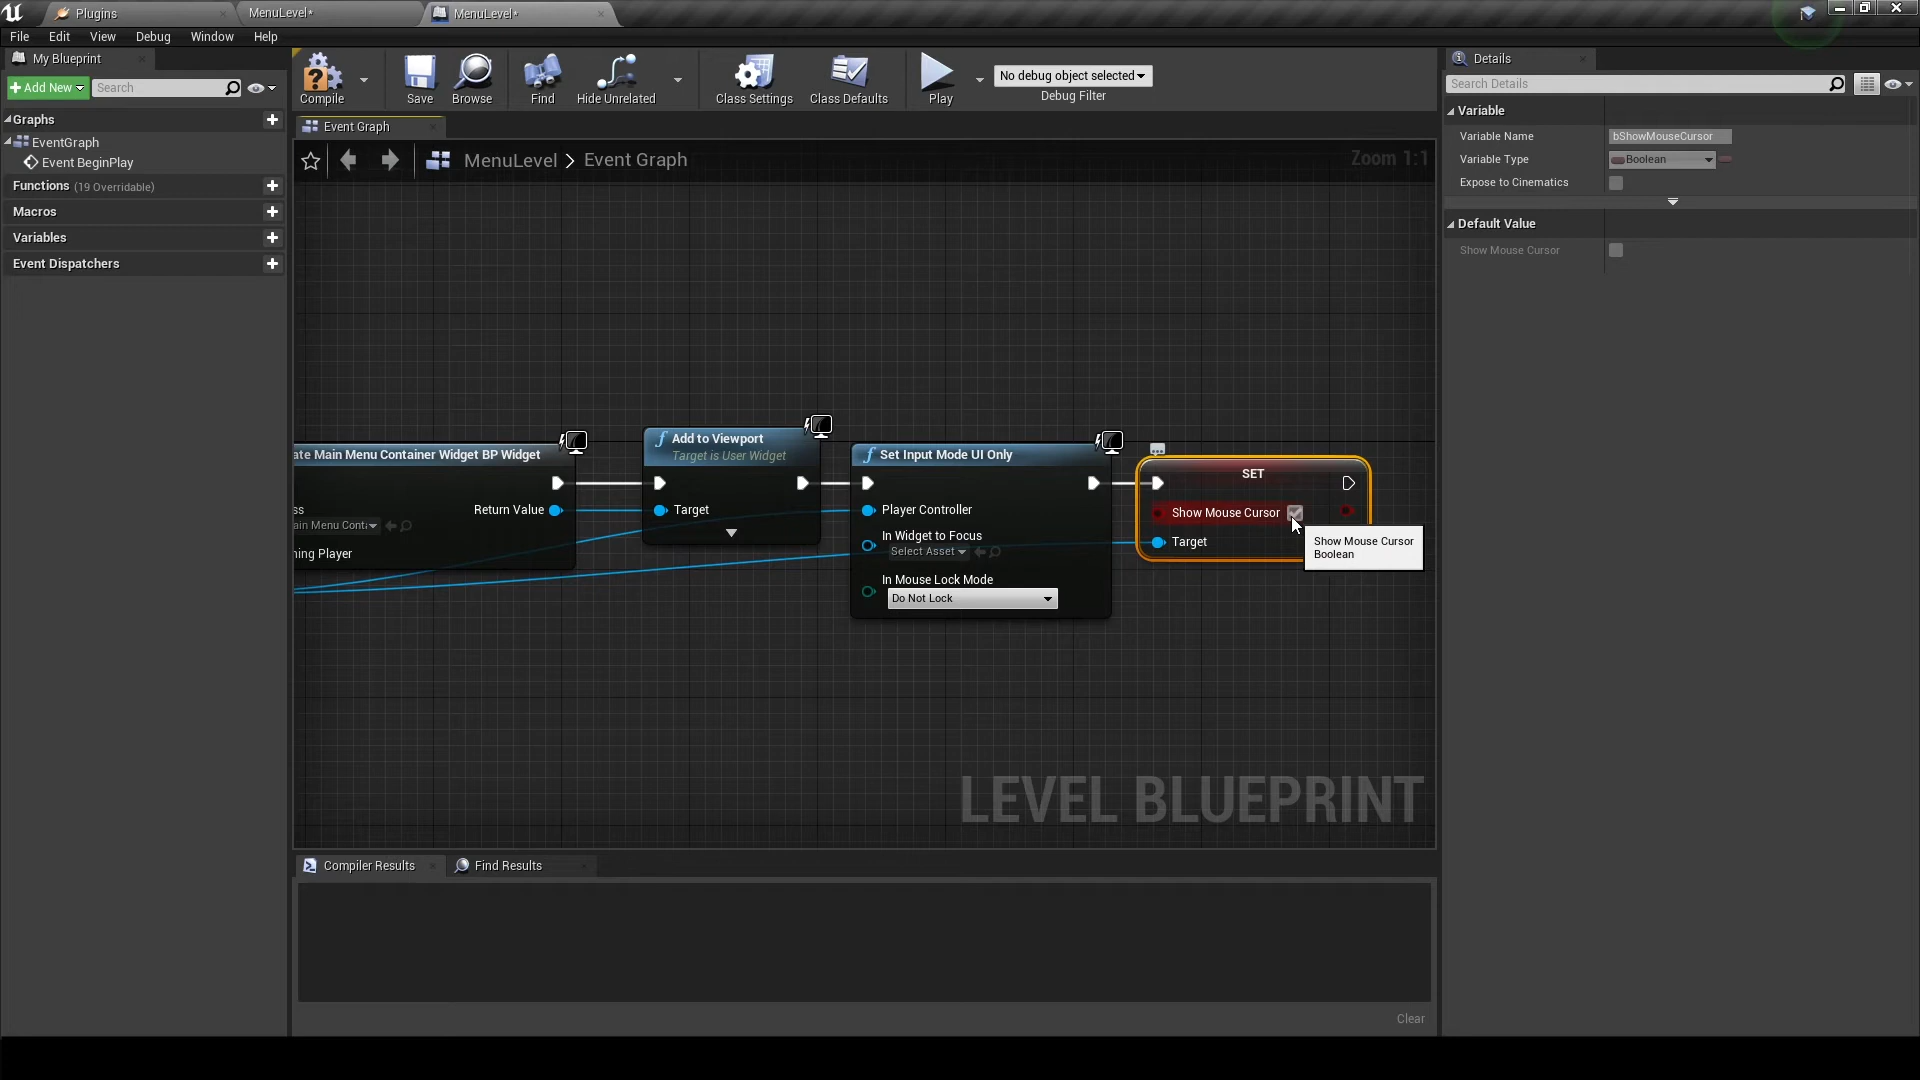 Plugins
MenuLevel*
MenuLevel*
File Edit View Debug Window Help
My Blueprint
Add New
Search
Graphs
EventGraph
Event BeginPlay
Functions (19 Overridable)
Macros
Variables
Event Dispatchers
Compile
Save
Browse
Find
Hide Unrelated
Class Settings
Class Defaults
Play
No debug object selected
Debug Filter
Event Graph
MenuLevel > Event Graph
Zoom 1:1
ate Main Menu Container Widget BP Widget
ss
ain Menu Conta
ning Player
Return Value
Add to Viewport
Target is User Widget
Target
Set Input Mode UI Only
Player Controller
In Widget to Focus
Select Asset
In Mouse Lock Mode
Do Not Lock
SET
Show Mouse Cursor
Target
Show Mouse Cursor
Boolean
LEVEL BLUEPRINT
Compiler Results
Find Results
Clear
Details
Search Details
Variable
Variable Name
bShowMouseCursor
Variable Type
Boolean
Expose to Cinematics
Default Value
Show Mouse Cursor